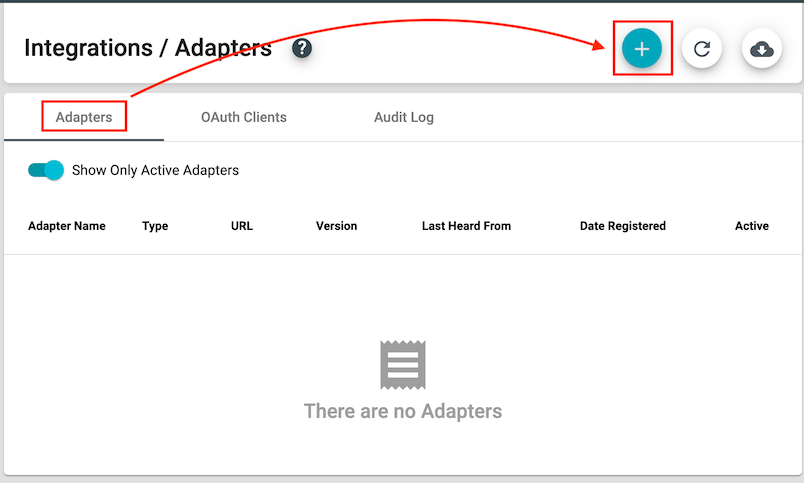 Integrations / Adapters ?
Adapters OAuth Clients Audit Log
Show Only Active Adapters
Adapter Name Type URL Version Last Heard From Date Registered Active
There are no Adapters